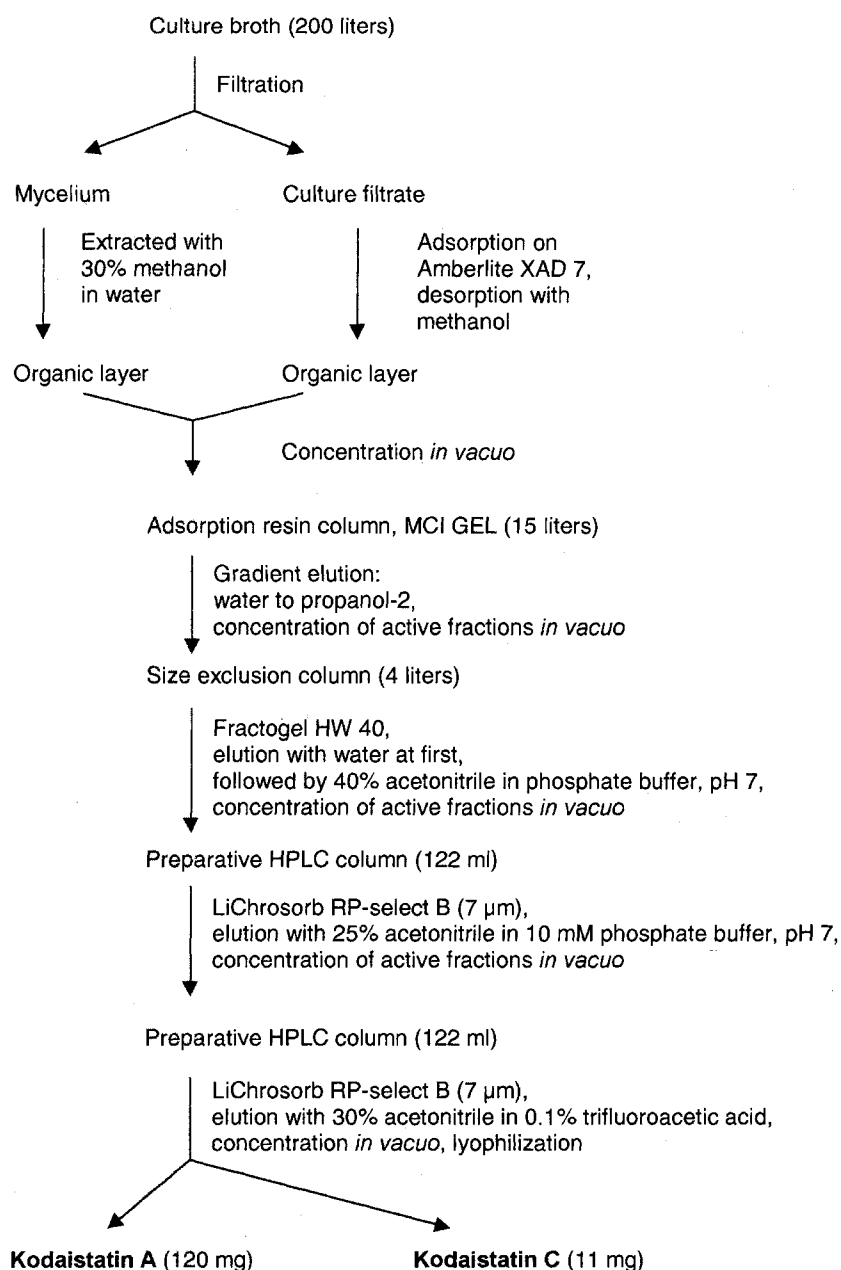 Culture broth (200 liters)
Filtration
Mycelium
Culture filtrate
Extracted with
30% methanol
in water
Adsorption on
Amberlite XAD 7,
desorption with
methanol
Organic layer
Organic layer
Concentration in vacuo
Adsorption resin column, MCI GEL (15 liters)
Gradient elution:
water to propanol-2,
concentration of active fractions in vacuo
Size exclusion column (4 liters)
Fractogel HW 40,
elution with water at first,
followed by 40% acetonitrile in phosphate buffer, pH 7,
concentration of active fractions in vacuo
Preparative HPLC column (122 ml)
LiChrosorb RP-select B (7 µm),
elution with 25% acetonitrile in 10 mM phosphate buffer, pH 7,
concentration of active fractions in vacuo
Preparative HPLC column (122 ml)
LiChrosorb RP-select B (7 µm),
elution with 30% acetonitrile in 0.1% trifluoroacetic acid,
concentration in vacuo, lyophilization
Kodaistatin A (120 mg)
Kodaistatin C (11 mg)